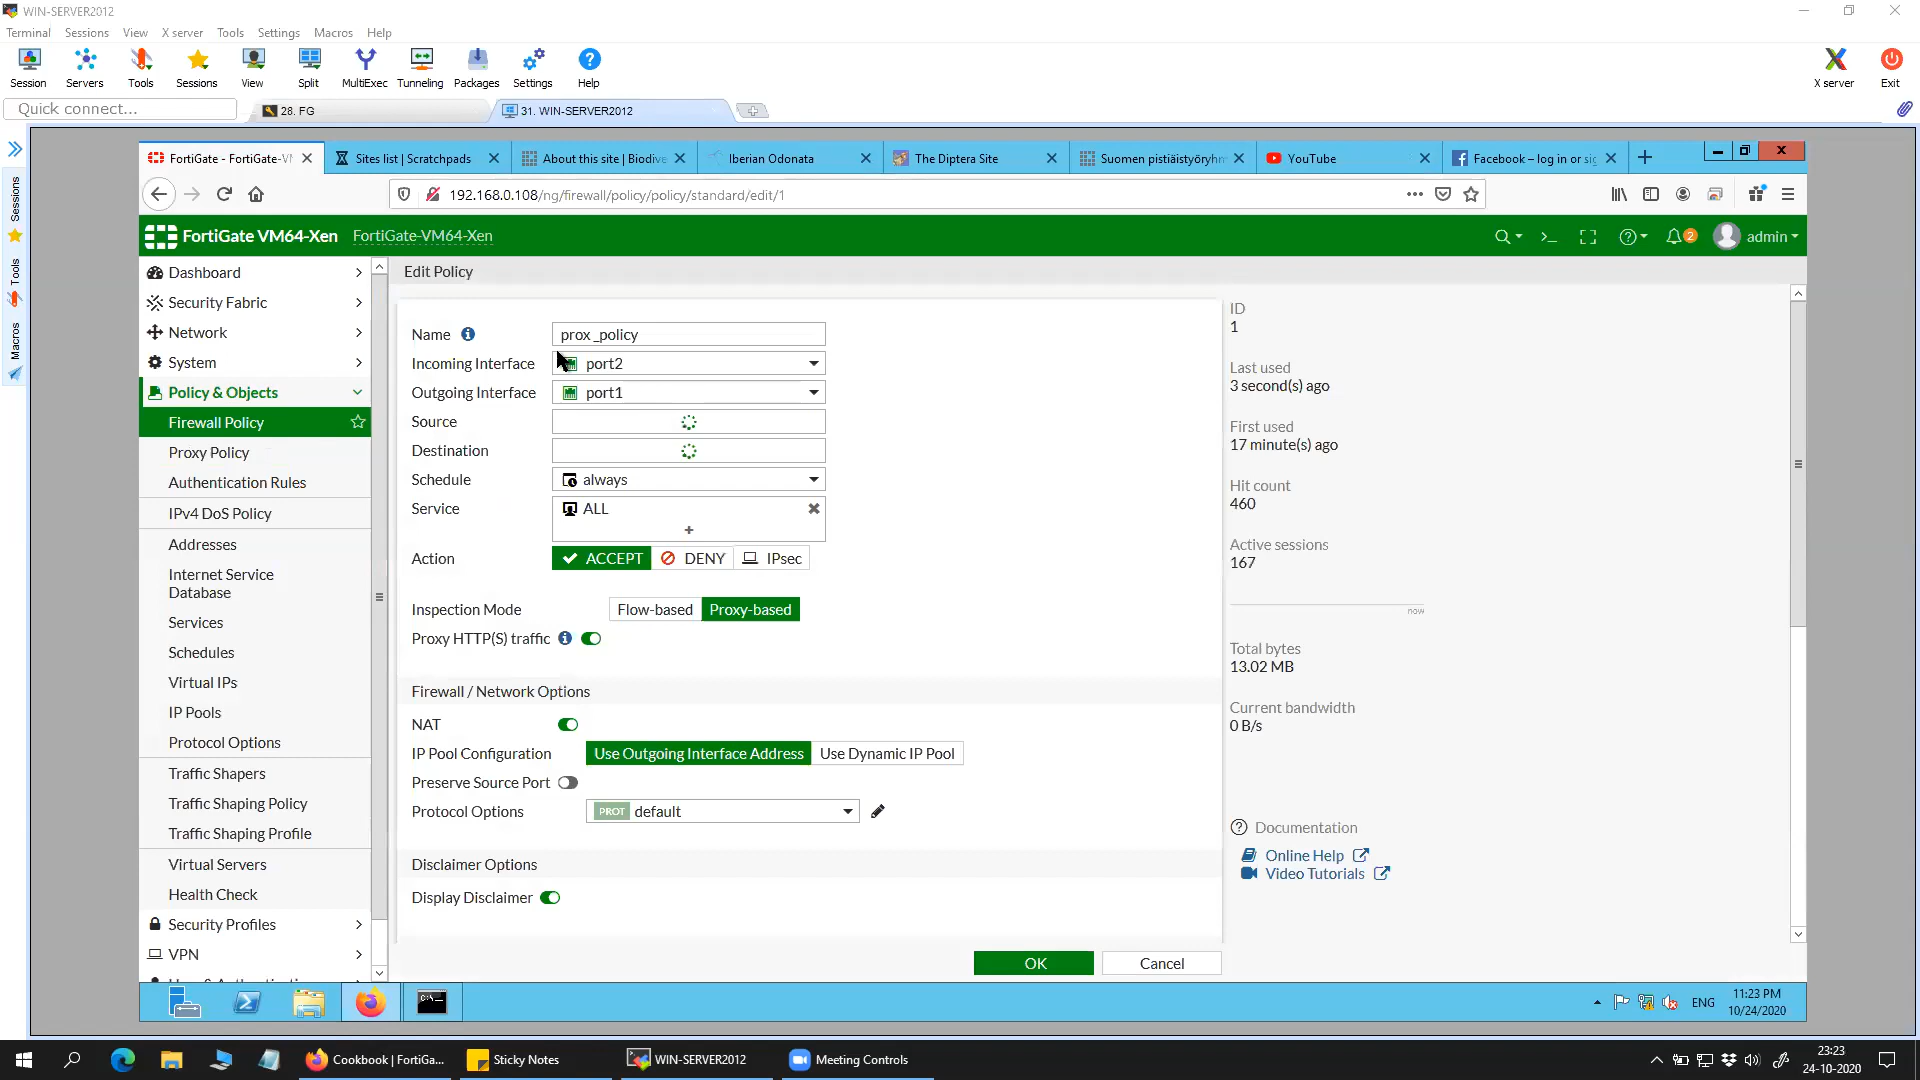 WIN-SERVER2012
Terminal Sessions View X server Tools Settings Macros Help
Session Servers Tools Sessions View Split MultiExec Tunneling Packages Settings Help X server Exit
Quick connect... 28. FG 31. WIN-SERVER2012
Sessions
Tools
Macros
FortiGate - FortiGate-VM Sites list | Scratchpads About this site | Biodive Iberian Odonata The Diptera Site Suomen pistiäistyöryhm YouTube Facebook – log in or sig
192.168.0.108/ng/firewall/policy/policy/standard/edit/1
FortiGate VM64-Xen FortiGate-VM64-Xen 2 admin
Dashboard
Security Fabric
Network
System
Policy & Objects
Firewall Policy
Proxy Policy
Authentication Rules
IPv4 DoS Policy
Addresses
Internet Service
Database
Services
Schedules
Virtual IPs
IP Pools
Protocol Options
Traffic Shapers
Traffic Shaping Policy
Traffic Shaping Profile
Virtual Servers
Health Check
Security Profiles
VPN
Edit Policy
Name prox _policy
Incoming Interface port2
Outgoing Interface port1
Source
Destination
Schedule always
Service ALL
+
Action ACCEPT DENY IPsec
Inspection Mode Flow-based Proxy-based
Proxy HTTP(S) traffic
Firewall / Network Options
NAT
IP Pool Configuration Use Outgoing Interface Address Use Dynamic IP Pool
Preserve Source Port
Protocol Options PROT default
Disclaimer Options
Display Disclaimer
OK Cancel
ID
1
Last used
3 second(s) ago
First used
17 minute(s) ago
Hit count
460
Active sessions
167
now
Total bytes
13.02 MB
Current bandwidth
0 B/s
Documentation
Online Help
Video Tutorials
ENG 11:23 PM
10/24/2020
Cookbook | FortiGa... Sticky Notes WIN-SERVER2012 Meeting Controls 23:23
24-10-2020